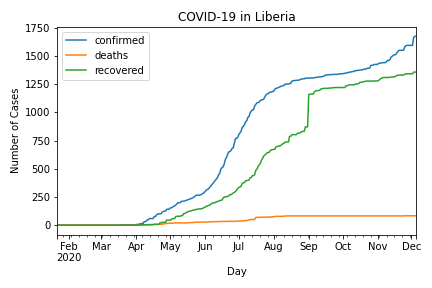 COVID-19 in Liberia
1750
1500
1250
1000
750
500
250
0
Number of Cases
confirmed
deaths
recovered
Feb Mar Apr May Jun Jul Aug Sep Oct Nov Dec
2020
Day